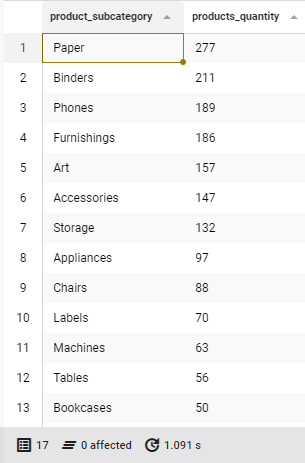 product_subcategory products_quantity
1 Paper 277
2 Binders 211
3 Phones 189
4 Furnishings 186
5 Art 157
6 Accessories 147
7 Storage 132
8 Appliances 97
9 Chairs 88
10 Labels 70
11 Machines 63
12 Tables 56
13 Bookcases 50
17 0 affected 1.091 s